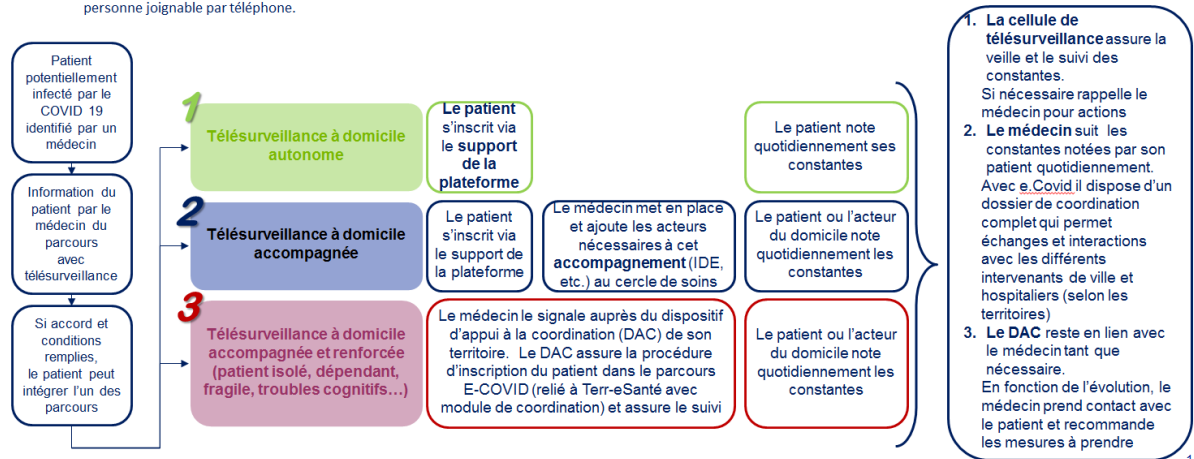 personne joignable par téléphone.
Patient
potentiellement
infecté par le
COVID 19
identifié par un
médecin
Information du
patient par le
médecin du
parcours
avec
télésurveillance
Si accord et
conditions
remplies,
le patient peut
intégrer l'un des
parcours
1
Télésurveillance à domicile
autonome
Le patient
s'inscrit via
le support
de la
plateforme
Le patient note
quotidiennement ses
constantes
2
Télésurveillance à domicile
accompagnée
Le patient
s'inscrit via
le support de
la plateforme
Le médecin met en place
et ajoute les acteurs
nécessaires à cet
accompagnement (IDE,
etc.) au cercle de soins
Le patient ou l'acteur
du domicile note
quotidiennement les
constantes
3
Télésurveillance à domicile
accompagnée et renforcée
(patient isolé, dépendant,
fragile, troubles cognitifs…)
Le médecin le signale auprès du dispositif
d'appui à la coordination (DAC) de son
territoire. Le DAC assure la procédure
d'inscription du patient dans le parcours
E-COVID (relié à Terr-eSanté avec
module de coordination) et assure le suivi
Le patient ou l'acteur
du domicile note
quotidiennement les
constantes
1. La cellule de
télésurveillance assure la
veille et le suivi des
constantes.
Si nécessaire rappelle le
médecin pour actions
2. Le médecin suit les
constantes notées par son
patient quotidiennement.
Avec e.Covid il dispose d'un
dossier de coordination
complet qui permet
échanges et interactions
avec les différents
intervenants de ville et
hospitaliers (selon les
territoires)
3. Le DAC reste en lien avec
le médecin tant que
nécessaire.
En fonction de l'évolution, le
médecin prend contact avec
le patient et recommande
les mesures à prendre
1